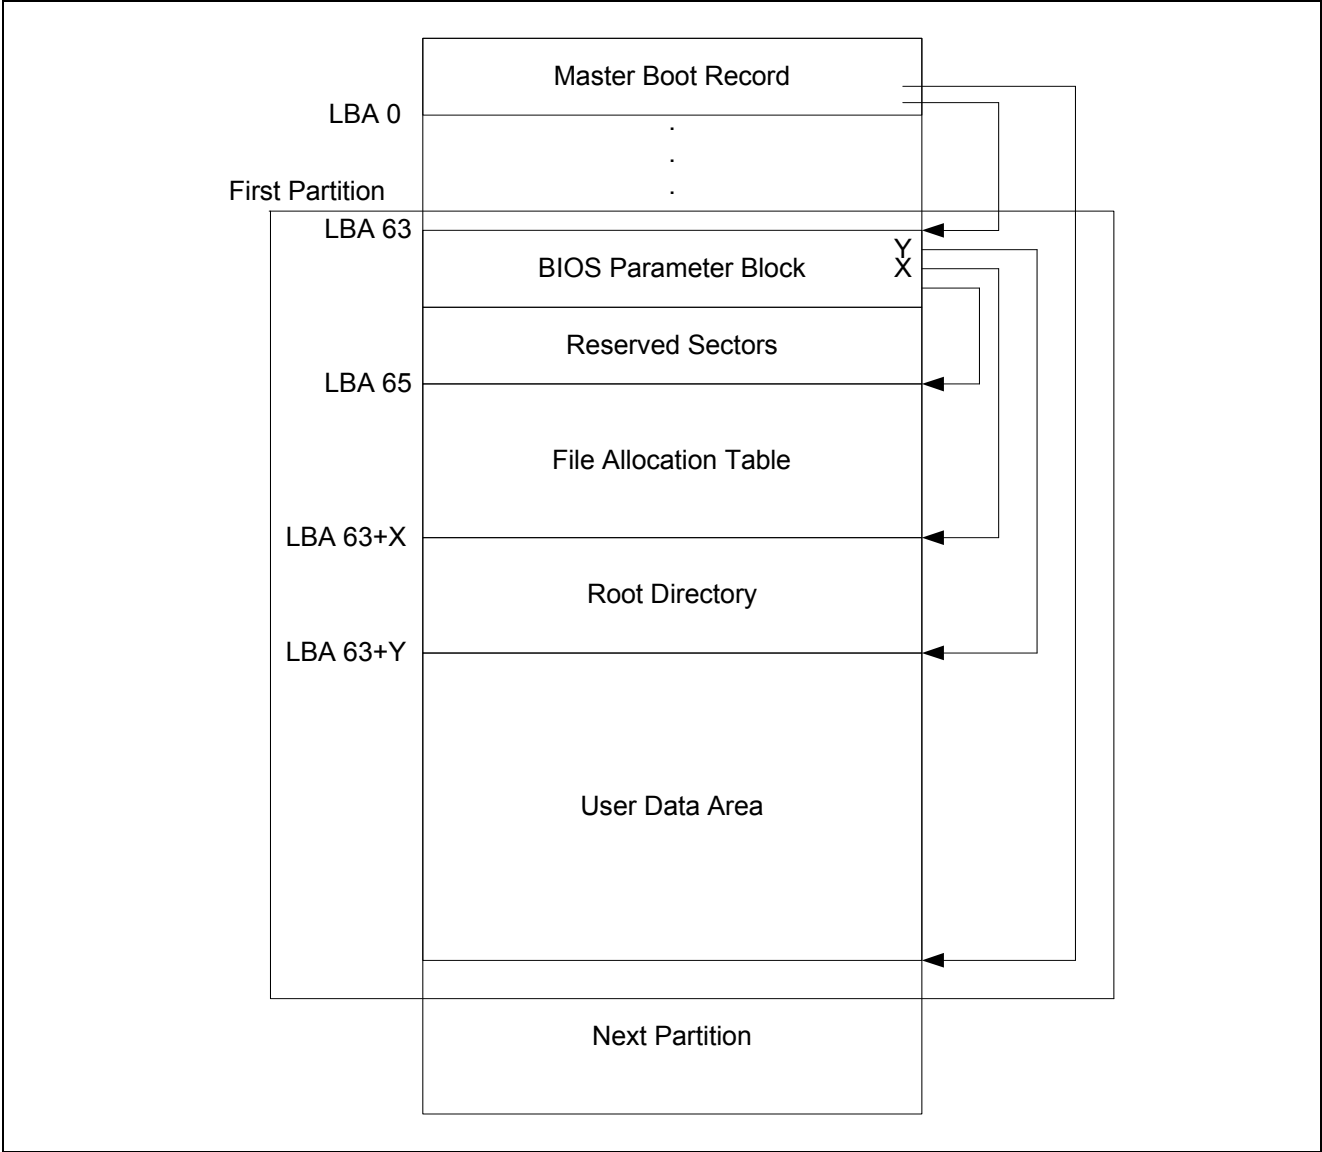 Master Boot Record
LBA 0
.
.
.
First Partition
LBA 63
Y
BIOS Parameter Block
X
Reserved Sectors
LBA 65
File Allocation Table
LBA 63+X
Root Directory
LBA 63+Y
User Data Area
Next Partition